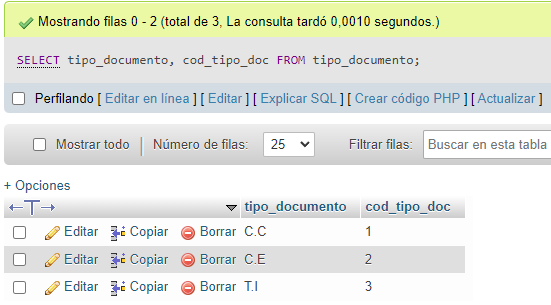 Mostrando filas 0 - 2 (total de 3, La consulta tardó 0,0010 segundos.)
SELECT tipo_documento, cod_tipo_doc FROM tipo_documento;
Perfilando [ Editar en línea ] [ Editar ] [ Explicar SQL ] [ Crear código PHP ] [ Actualizar ]
Mostrar todo Número de filas: 25 Filtrar filas: Buscar en esta tabla
+ Opciones
←T→ tipo_documento cod_tipo_doc
Editar Copiar Borrar C.C 1
Editar Copiar Borrar C.E 2
Editar Copiar Borrar T.I 3